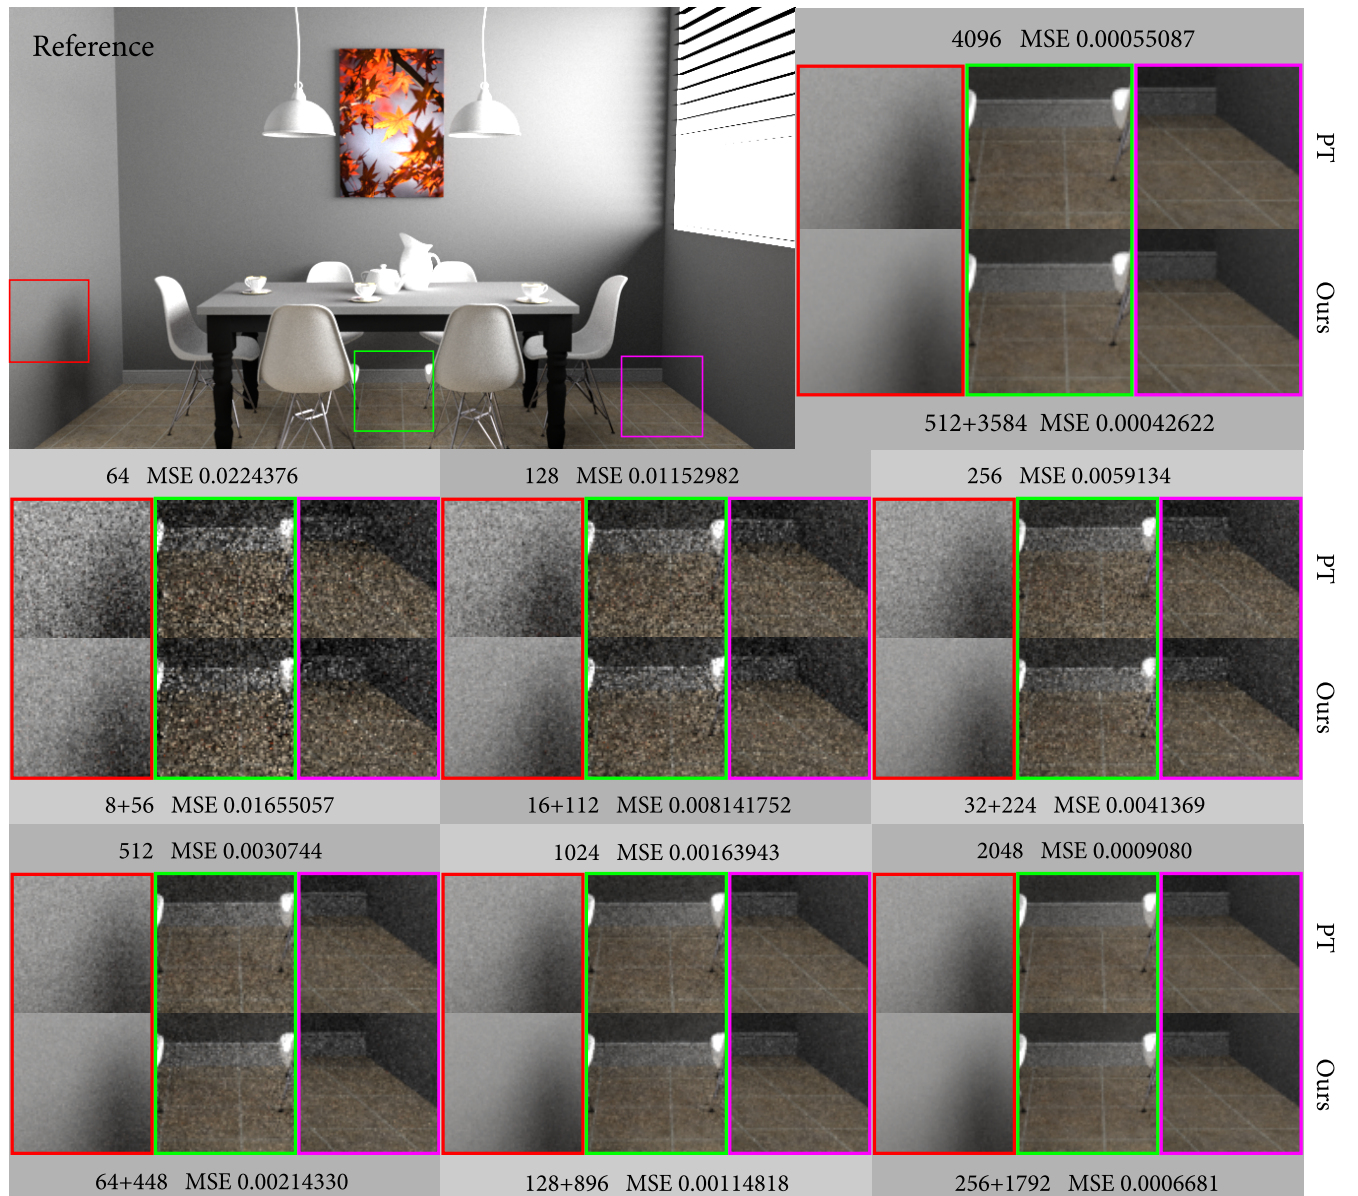 Reference
4096 MSE 0.00055087
PT
Ours
512+3584 MSE 0.00042622
64 MSE 0.0224376
128 MSE 0.01152982
256 MSE 0.0059134
PT
Ours
8+56 MSE 0.01655057
16+112 MSE 0.008141752
32+224 MSE 0.0041369
512 MSE 0.0030744
1024 MSE 0.00163943
2048 MSE 0.0009080
PT
Ours
64+448 MSE 0.00214330
128+896 MSE 0.00114818
256+1792 MSE 0.0006681